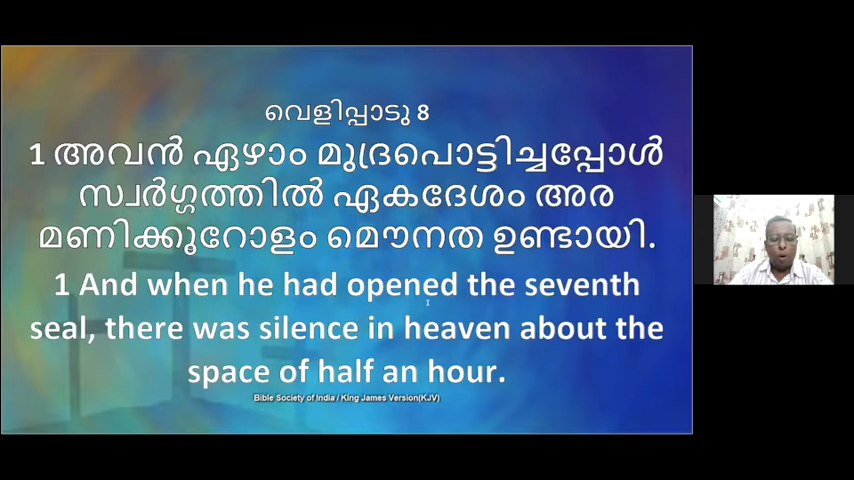 വെളിപ്പാടു 8
1 അവൻ ഏഴാം മുദ്രപൊട്ടിച്ചപ്പോൾ
സ്വർഗ്ഗത്തിൽ ഏകദേശം അര
മണിക്കൂറോളം മൌനത ഉണ്ടായി.
1 And when he had opened the seventh
seal, there was silence in heaven about the
space of half an hour.
Bible Society of India / King James Version(KJV)